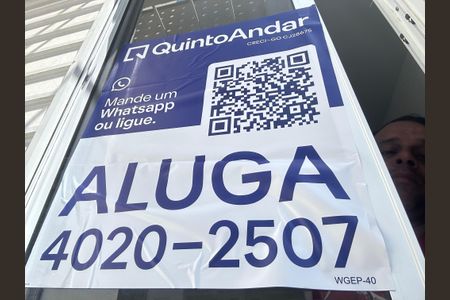 QuintoAndar
CRECI-GO CJ28675
Mande um
Whatsapp
ou ligue.
ALUGA
4020-2507
WGEP-40